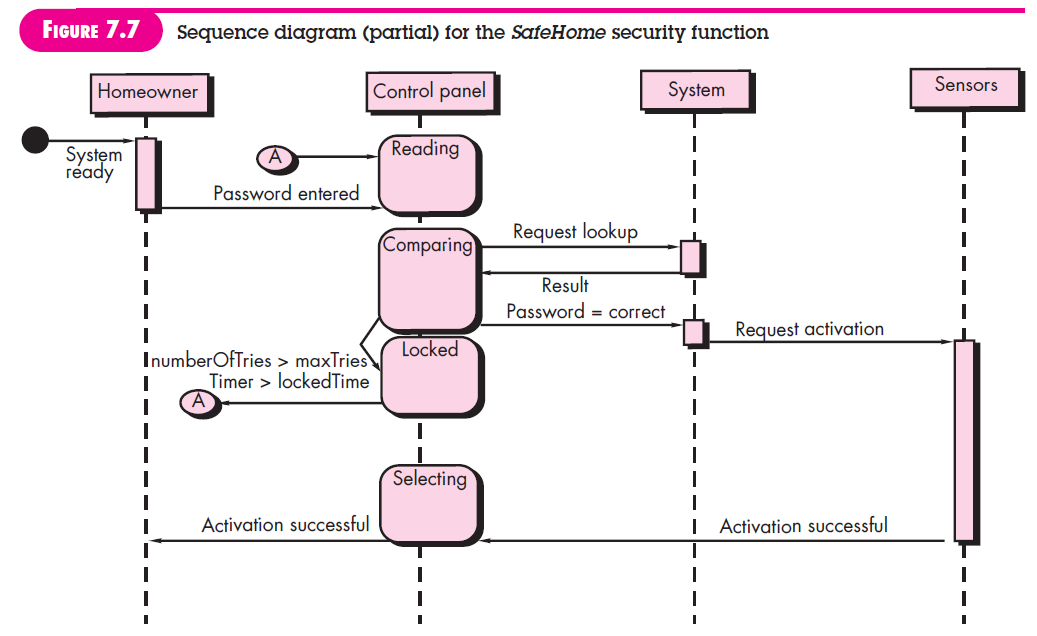 FIGURE 7.7 Sequence diagram (partial) for the SafeHome security function
Homeowner Control panel System Sensors
System
ready
A
Reading
Password entered
Comparing
Request lookup
Result
Password = correct
Request activation
Locked
numberOfTries > maxTries
Timer > lockedTime
A
Selecting
Activation successful
Activation successful